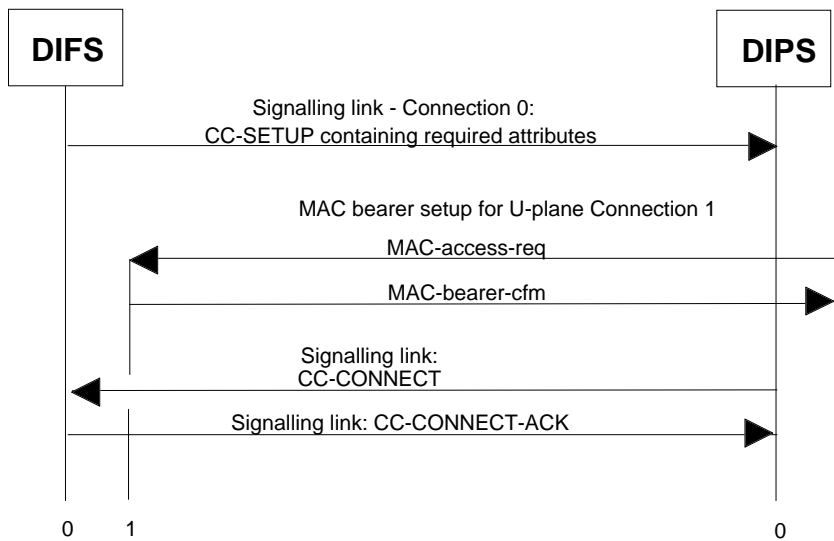 DIFS
DIPS
Signalling link - Connection 0:
CC-SETUP containing required attributes
MAC bearer setup for U-plane Connection 1
MAC-access-req
MAC-bearer-cfm
Signalling link:
CC-CONNECT
Signalling link: CC-CONNECT-ACK
0 1 0